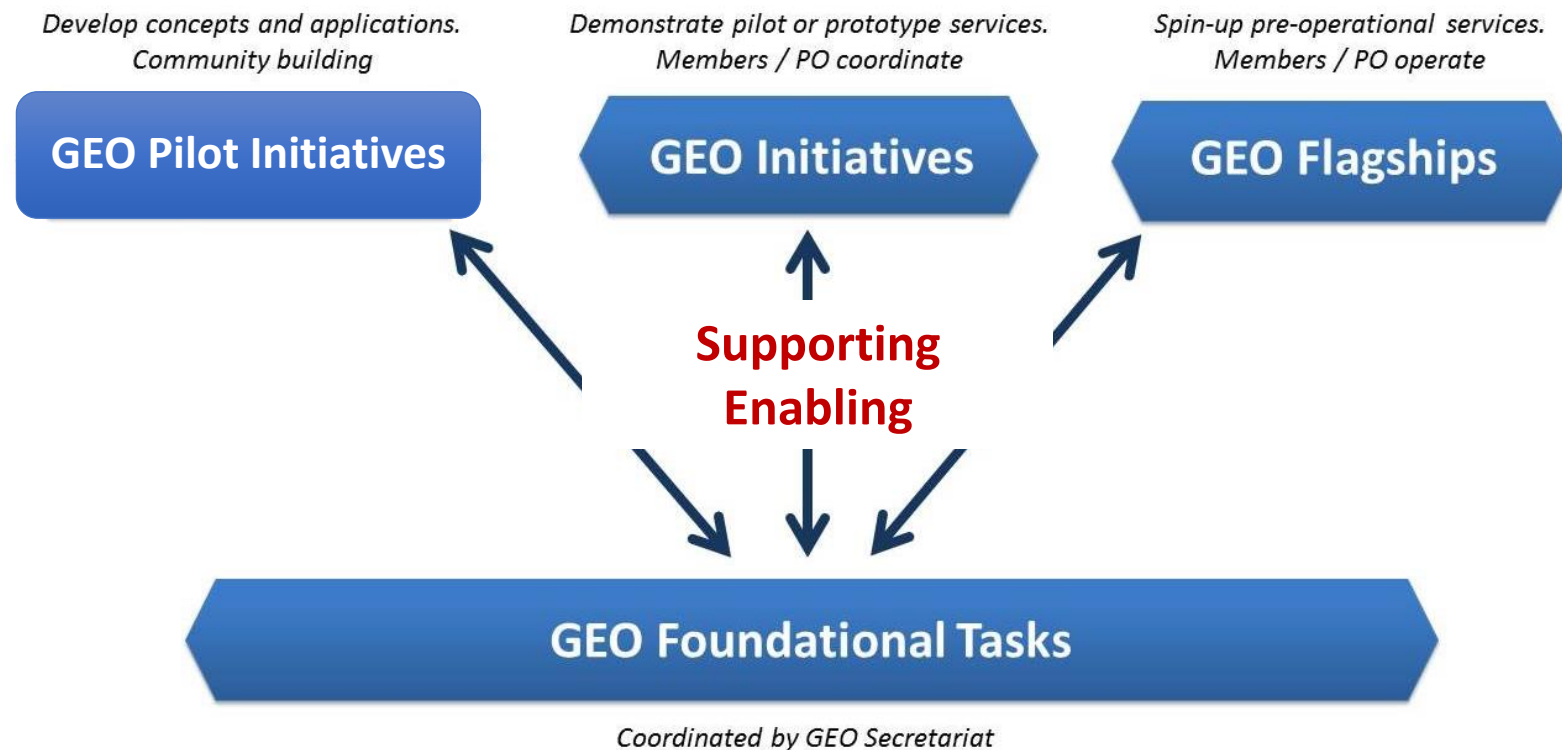 Develop concepts and applications.
Community building
GEO Pilot Initiatives
Demonstrate pilot or prototype services.
Members / PO coordinate
GEO Initiatives
Spin-up pre-operational services.
Members / PO operate
GEO Flagships
Supporting
Enabling
GEO Foundational Tasks
Coordinated by GEO Secretariat